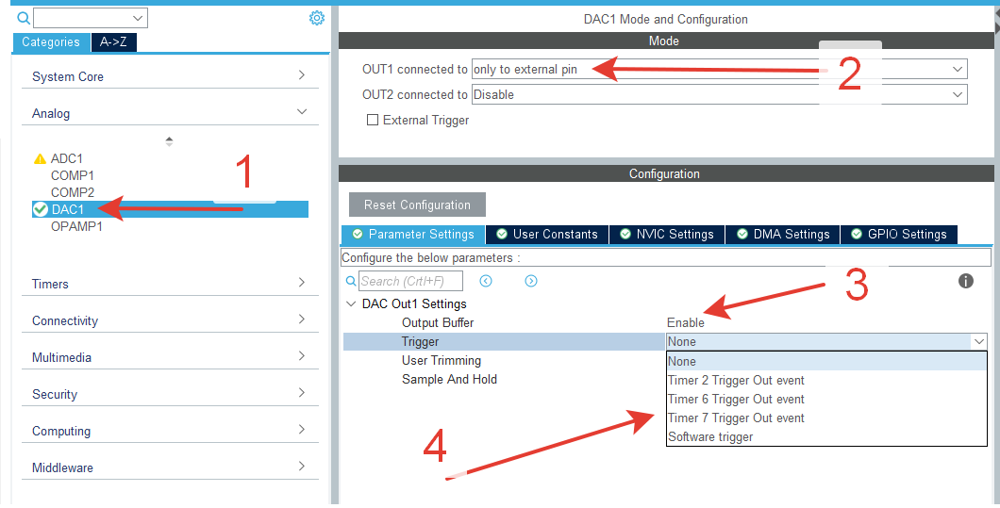 Categories A->Z
System Core
Analog
ADC1
COMP1
COMP2
DAC1
OPAMP1
Timers
Connectivity
Multimedia
Security
Computing
Middleware
1
DAC1 Mode and Configuration
Mode
OUT1 connected to only to external pin
OUT2 connected to Disable
External Trigger
2
Configuration
Reset Configuration
Parameter Settings User Constants NVIC Settings DMA Settings GPIO Settings
Configure the below parameters :
Search (Crtl+F)
DAC Out1 Settings
Output Buffer Enable
Trigger None
User Trimming
Sample And Hold
None
Timer 2 Trigger Out event
Timer 6 Trigger Out event
Timer 7 Trigger Out event
Software trigger
3
4